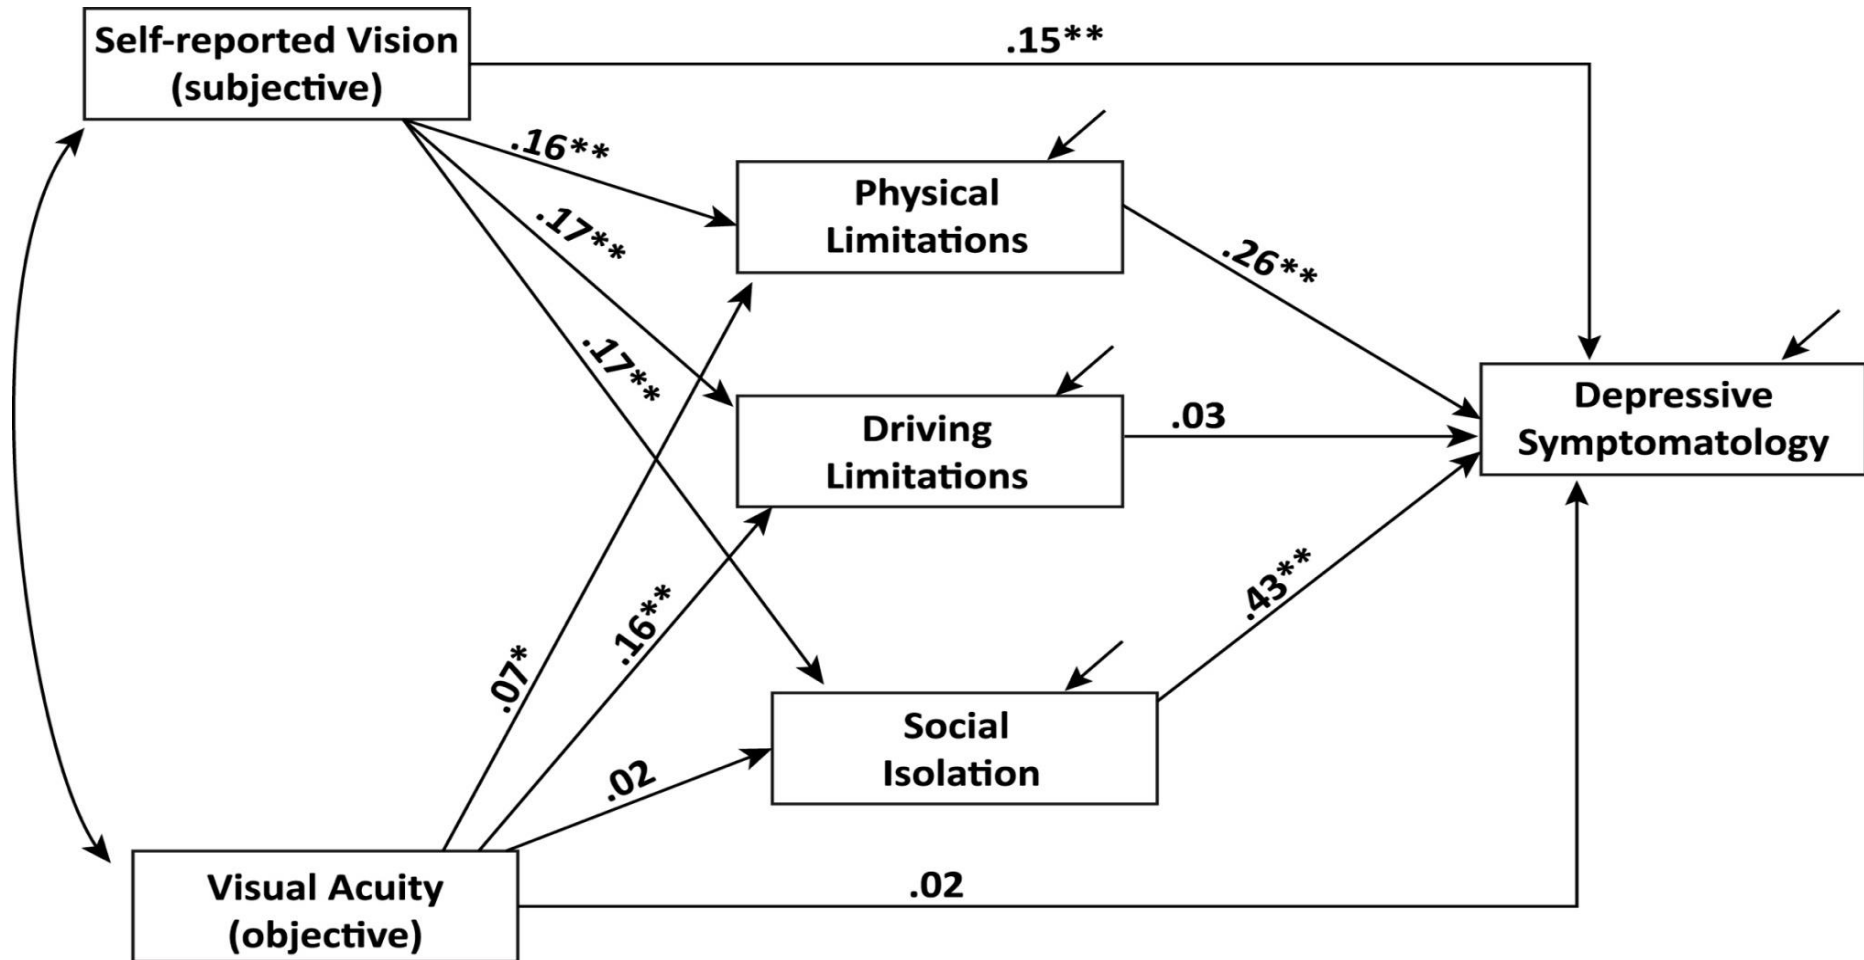 Self-reported Vision
(subjective)
.15**
.16**
Physical
Limitations
.17**
.26**
.17**
Driving
Limitations
.03
Depressive
Symptomatology
.07*
.16**
.43**
.02
Social
Isolation
Visual Acuity
(objective)
.02